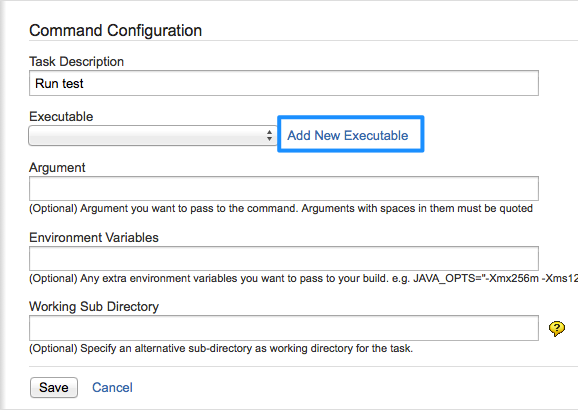 Command Configuration
Task Description
Run test
Executable
Add New Executable
Argument
(Optional) Argument you want to pass to the command. Arguments with spaces in them must be quoted
Environment Variables
(Optional) Any extra environment variables you want to pass to your build. e.g. JAVA_OPTS="-Xmx256m -Xms12
Working Sub Directory
?
(Optional) Specify an alternative sub-directory as working directory for the task.
Save Cancel